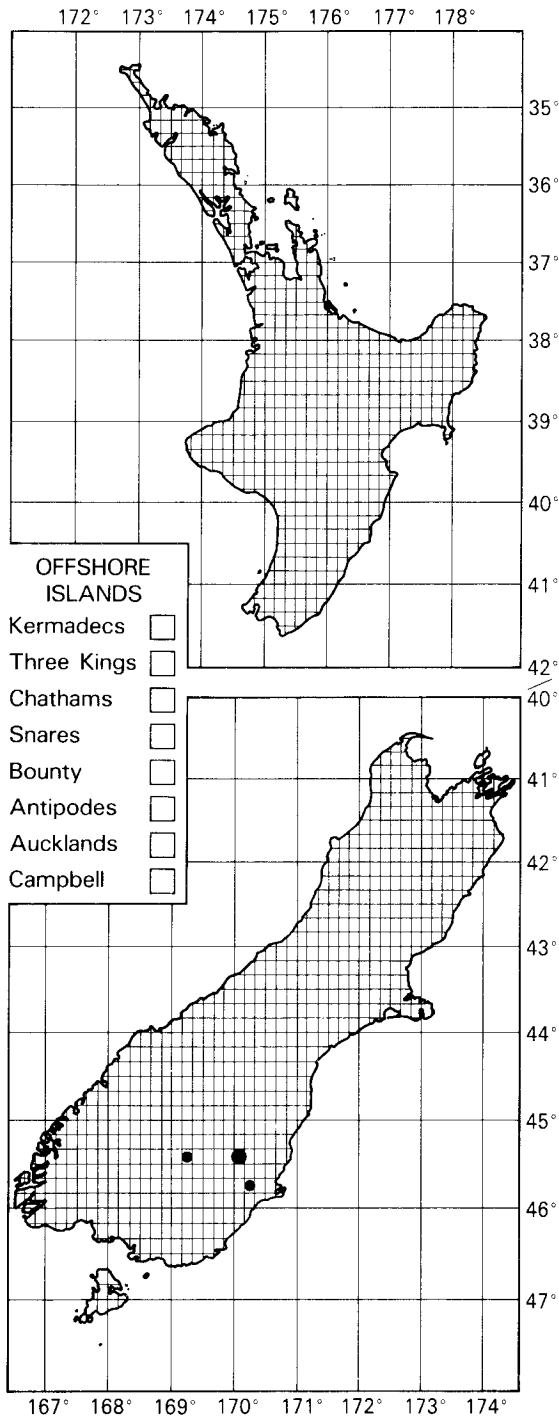 172° 173° 174° 175° 176° 177° 178°
35°
36°
37°
38°
39°
40°
41°
42°
OFFSHORE
ISLANDS
Kermadecs
Three Kings
Chathams
Snares
Bounty
Antipodes
Aucklands
Campbell
40°
41°
42°
43°
44°
45°
46°
47°
167° 168° 169° 170° 171° 172° 173° 174°